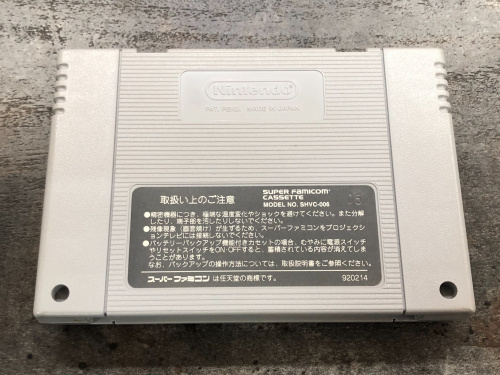 Nintendo
PAT. PEND. MADE IN JAPAN
取扱い上のご注意
SUPER FAMICOM
CASSETTE
MODEL NO. SHVC-006
●精密機器につき、極端な温度変化やショックを避けてください。また分解
したり、端子部を汚したりしないでください。
●残像現象(画面焼け)が生ずるため、スーパーファミコンをプロジェク
ションテレビには接続しないでください。
●バッテリーバックアップ機能付きカセットの場合、むやみに電源スイッチ
やリセットスイッチをON・OFFすると、蓄積されている内容が消えてしま
うことがあります。
なお、バックアップの操作方法については、取扱説明書をご参照ください。
スーパーファミコンは任天堂の商標です。
920214